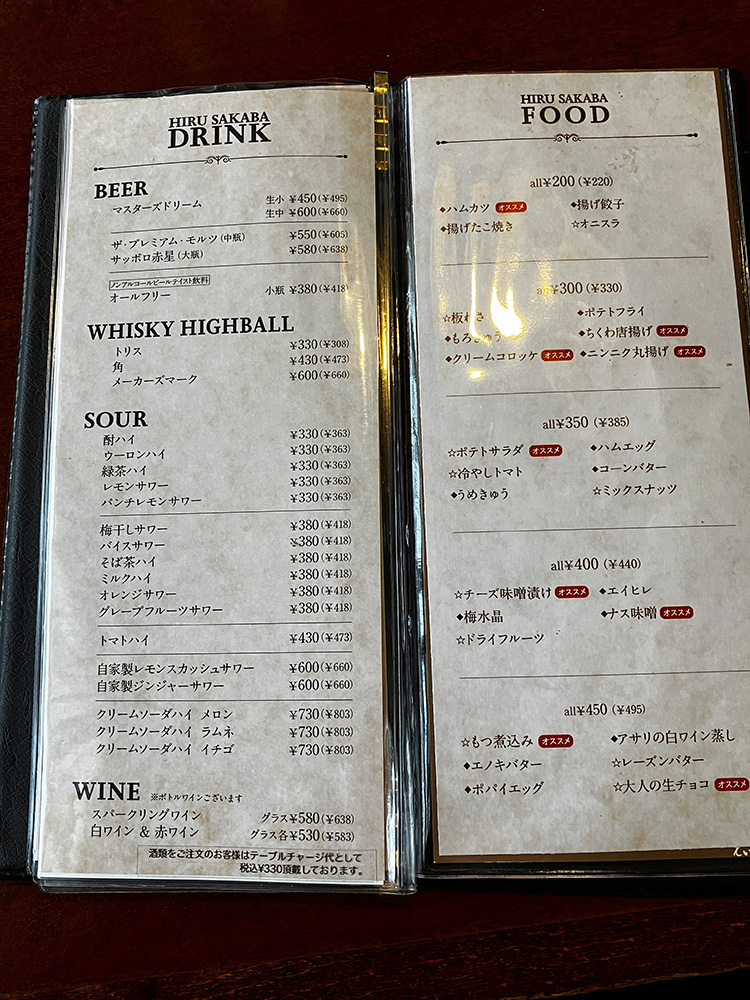 HIRU SAKABA
DRINK
BEER
マスターズドリーム 生小 ¥450(¥495)
生中 ¥600(¥660)
ザ・プレミアム・モルツ(中瓶) ¥550(¥605)
サッポロ赤星(大瓶) ¥580(¥638)
ノンアルコールビールテイスト飲料
オールフリー 小瓶 ¥380(¥418)
WHISKY HIGHBALL
トリス ¥330(¥308)
角 ¥430(¥473)
メーカーズマーク ¥600(¥660)
SOUR
酎ハイ ¥330(¥363)
ウーロンハイ ¥330(¥363)
緑茶ハイ ¥330(¥363)
レモンサワー ¥330(¥363)
パンチレモンサワー ¥330(¥363)
梅干しサワー ¥380(¥418)
バイスサワー ¥380(¥418)
そば茶ハイ ¥380(¥418)
ミルクハイ ¥380(¥418)
オレンジサワー ¥380(¥418)
グレープフルーツサワー ¥380(¥418)
トマトハイ ¥430(¥473)
自家製レモンスカッシュサワー ¥600(¥660)
自家製ジンジャーサワー ¥600(¥660)
クリームソーダハイ メロン ¥730(¥803)
クリームソーダハイ ラムネ ¥730(¥803)
クリームソーダハイ イチゴ ¥730(¥803)
WINE ※ボトルワインございます
スパークリングワイン グラス¥580(¥638)
白ワイン & 赤ワイン グラス各¥530(¥583)
酒類をご注文のお客様はテーブルチャージ代として
税込¥330頂戴しております。
HIRU SAKABA
FOOD
all¥200(¥220)
◆ハムカツ オススメ ◆揚げ餃子
◆揚げたこ焼き ☆オニスラ
all¥300(¥330)
☆板わさ ◆ポテトフライ
◆もろきゅう ◆ちくわ唐揚げ オススメ
◆クリームコロッケ オススメ ◆ニンニク丸揚げ オススメ
all¥350(¥385)
☆ポテトサラダ オススメ ◆ハムエッグ
☆冷やしトマト ◆コーンバター
◆うめきゅう ☆ミックスナッツ
all¥400(¥440)
☆チーズ味噌漬け オススメ ◆エイヒレ
◆梅水晶 ◆ナス味噌 オススメ
☆ドライフルーツ
all¥450(¥495)
☆もつ煮込み オススメ ◆アサリの白ワイン蒸し
◆エノキバター ☆レーズンバター
◆ポパイエッグ ☆大人の生チョコ オススメ